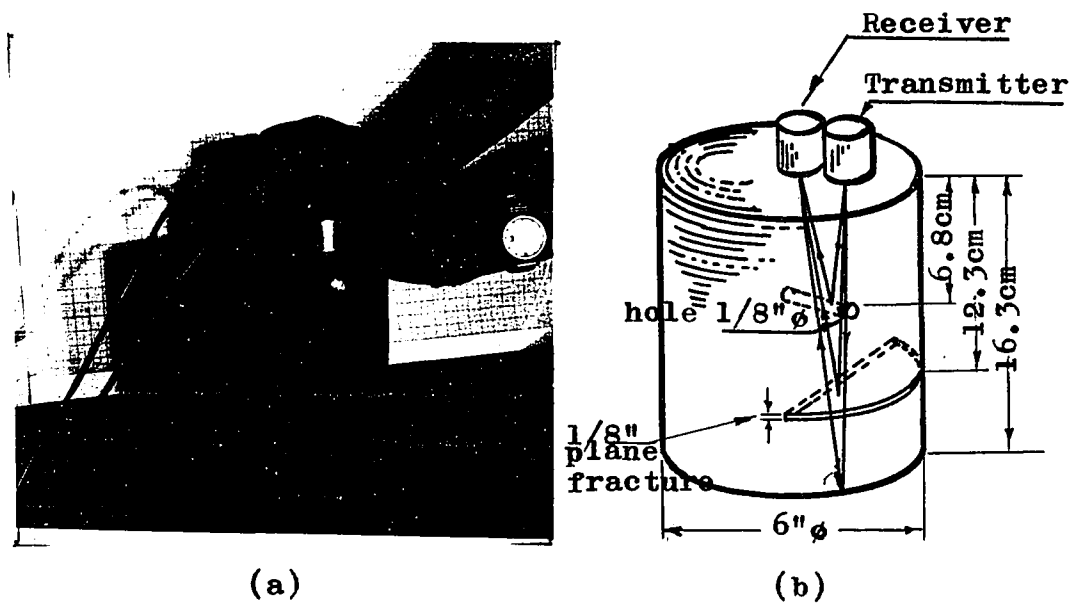 Receiver
Transmitter
6.8cm
12.3cm
16.3cm
hole 1/8"ø
1/8"
plane
fracture
6"ø
(a)
(b)